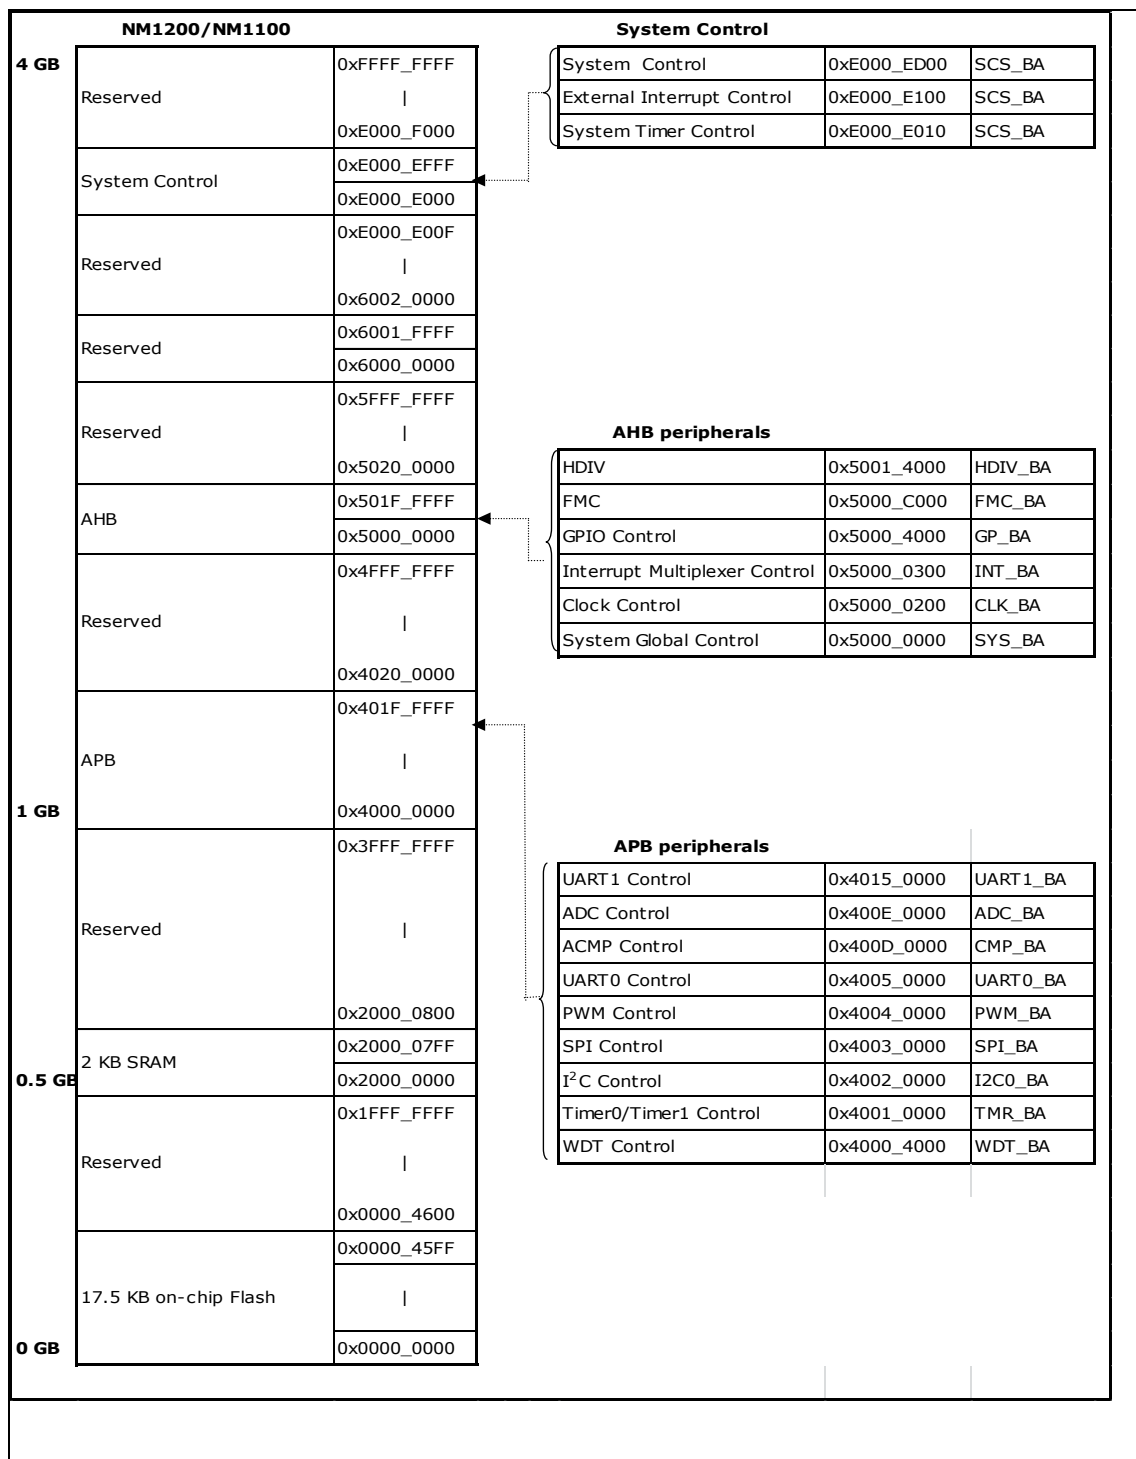 NM1200/NM1100 System Control
4 GB 0xFFFF_FFFF System Control 0xE000_ED00 SCS_BA
Reserved | External Interrupt Control 0xE000_E100 SCS_BA
0xE000_F000 System Timer Control 0xE000_E010 SCS_BA
0xE000_EFFF
System Control
0xE000_E000
0xE000_E00F
Reserved |
0x6002_0000
0x6001_FFFF
Reserved
0x6000_0000
0x5FFF_FFFF
Reserved | AHB peripherals
0x5020_0000 HDIV 0x5001_4000 HDIV_BA
0x501F_FFFF FMC 0x5000_C000 FMC_BA
AHB
0x5000_0000 GPIO Control 0x5000_4000 GP_BA
0x4FFF_FFFF Interrupt Multiplexer Control 0x5000_0300 INT_BA
Clock Control 0x5000_0200 CLK_BA
Reserved |
System Global Control 0x5000_0000 SYS_BA
0x4020_0000
0x401F_FFFF
APB |
1 GB 0x4000_0000
0x3FFF_FFFF APB peripherals
UART1 Control 0x4015_0000 UART1_BA
ADC Control 0x400E_0000 ADC_BA
Reserved |
ACMP Control 0x400D_0000 CMP_BA
UART0 Control 0x4005_0000 UART0_BA
0x2000_0800 PWM Control 0x4004_0000 PWM_BA
0x2000_07FF SPI Control 0x4003_0000 SPI_BA
2 KB SRAM
0.5 GB 0x2000_0000 I²C Control 0x4002_0000 I2C0_BA
0x1FFF_FFFF Timer0/Timer1 Control 0x4001_0000 TMR_BA
WDT Control 0x4000_4000 WDT_BA
Reserved |
0x0000_4600
0x0000_45FF
17.5 KB on-chip Flash |
0 GB 0x0000_0000